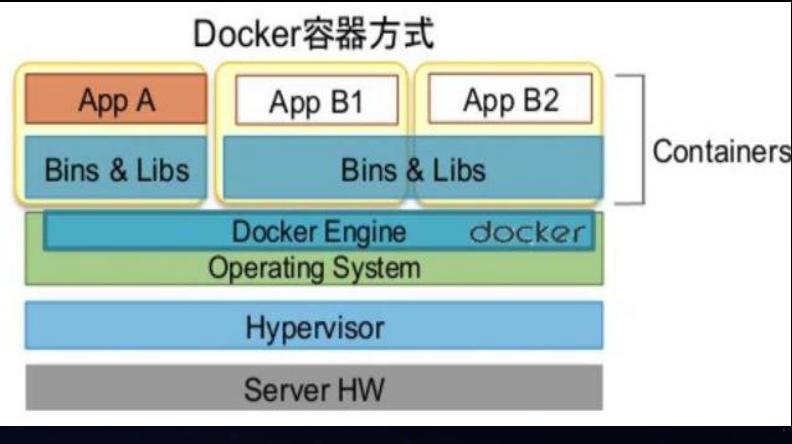 Docker容器方式
App A
App B1
App B2
Bins & Libs
Bins & Libs
Containers
Docker Engine
docker
Operating System
Hypervisor
Server HW